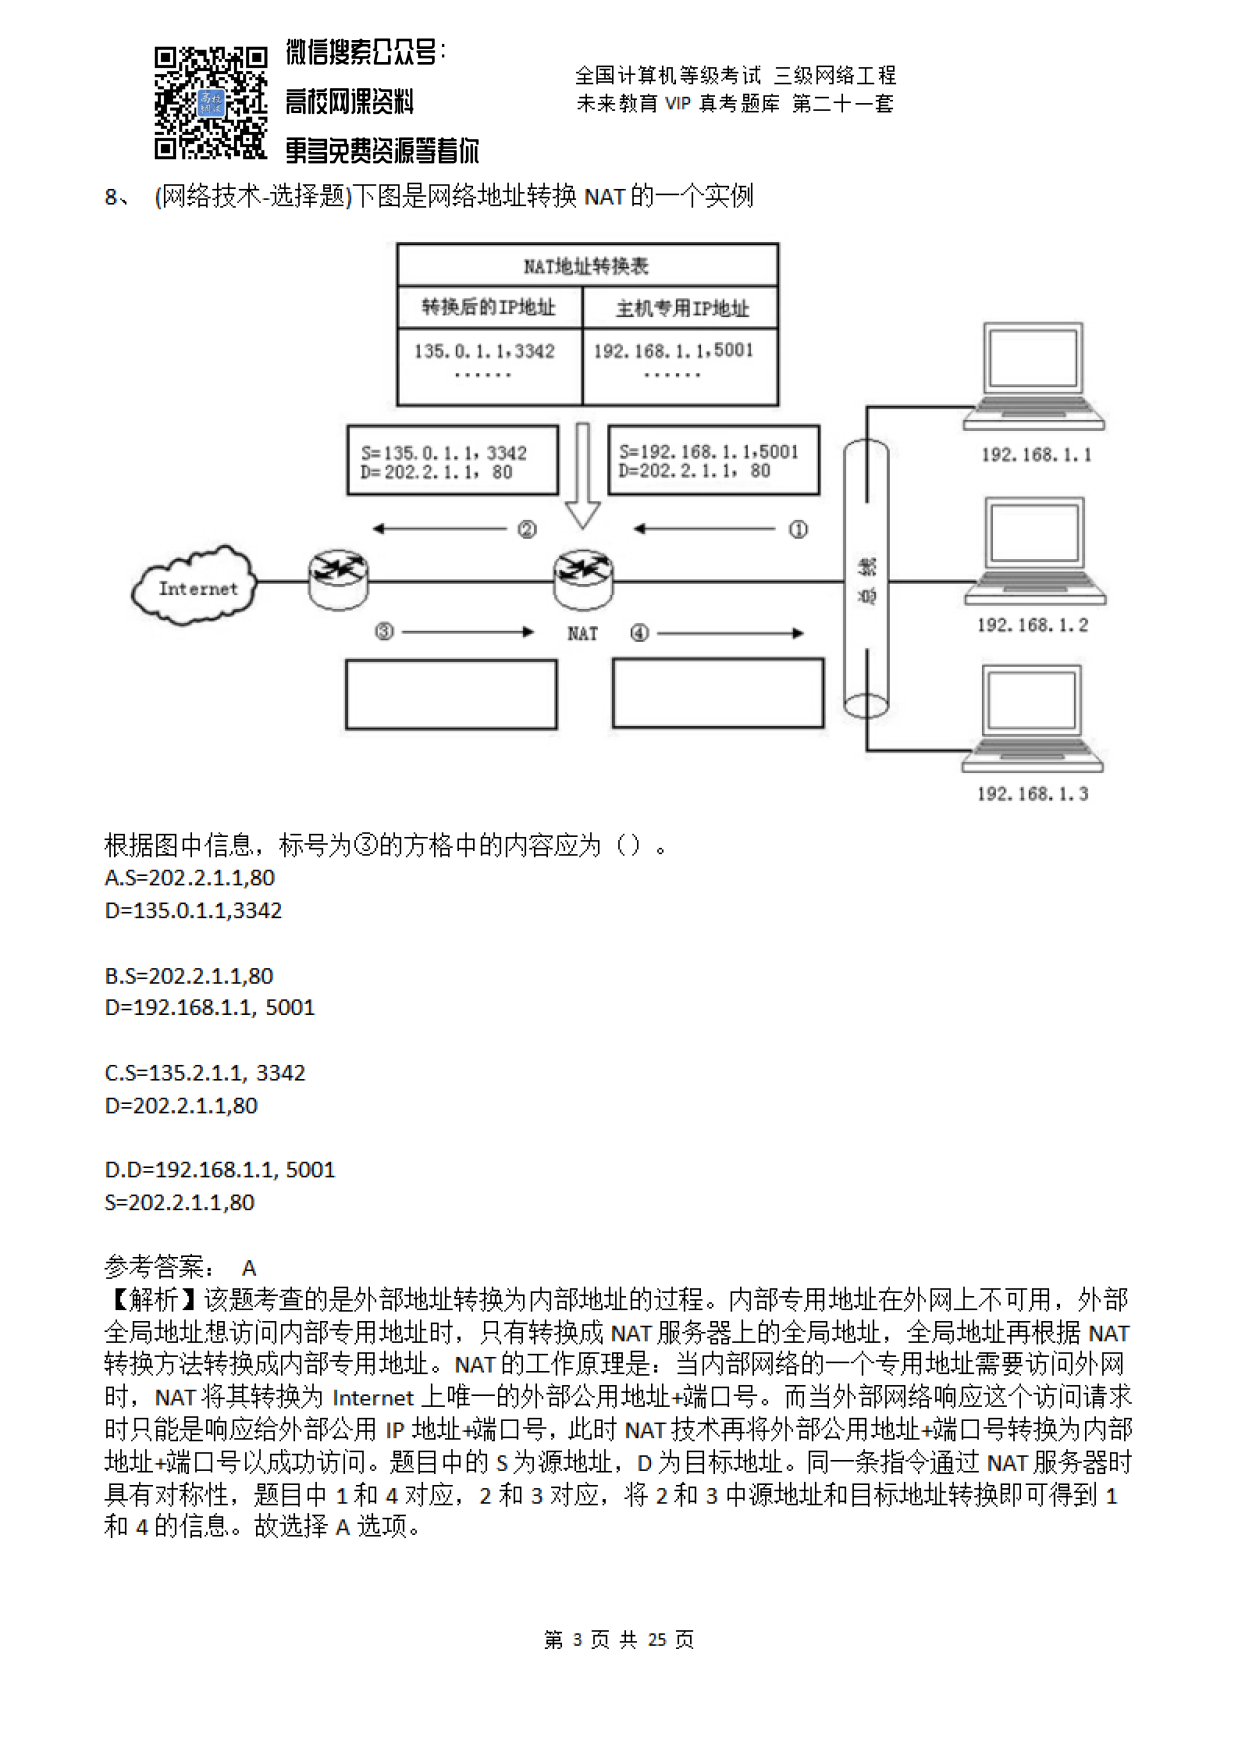 微信搜索公众号：
高校网课资料
更多免费资源等着你
高校
网课
全国计算机等级考试 三级网络工程
未来教育 VIP 真考题库 第二十一套
8、 (网络技术-选择题)下图是网络地址转换 NAT 的一个实例
NAT地址转换表
转换后的IP地址 主机专用IP地址
135.0.1.1,3342 192.168.1.1,5001
...... ......
S=135.0.1.1, 3342
D=202.2.1.1, 80
S=192.168.1.1,5001
D=202.2.1.1, 80
192.168.1.1
② ①
总线
Internet
192.168.1.2
③ NAT ④
192.168.1.3
根据图中信息，标号为③的方格中的内容应为（）。
A.S=202.2.1.1,80
D=135.0.1.1,3342
B.S=202.2.1.1,80
D=192.168.1.1, 5001
C.S=135.2.1.1, 3342
D=202.2.1.1,80
D.D=192.168.1.1, 5001
S=202.2.1.1,80
参考答案： A
【解析】该题考查的是外部地址转换为内部地址的过程。内部专用地址在外网上不可用，外部
全局地址想访问内部专用地址时，只有转换成 NAT 服务器上的全局地址，全局地址再根据 NAT
转换方法转换成内部专用地址。NAT 的工作原理是：当内部网络的一个专用地址需要访问外网
时，NAT 将其转换为 Internet 上唯一的外部公用地址+端口号。而当外部网络响应这个访问请求
时只能是响应给外部公用 IP 地址+端口号，此时 NAT 技术再将外部公用地址+端口号转换为内部
地址+端口号以成功访问。题目中的 S 为源地址，D 为目标地址。同一条指令通过 NAT 服务器时
具有对称性，题目中 1 和 4 对应，2 和 3 对应，将 2 和 3 中源地址和目标地址转换即可得到 1
和 4 的信息。故选择 A 选项。
第 3 页 共 25 页